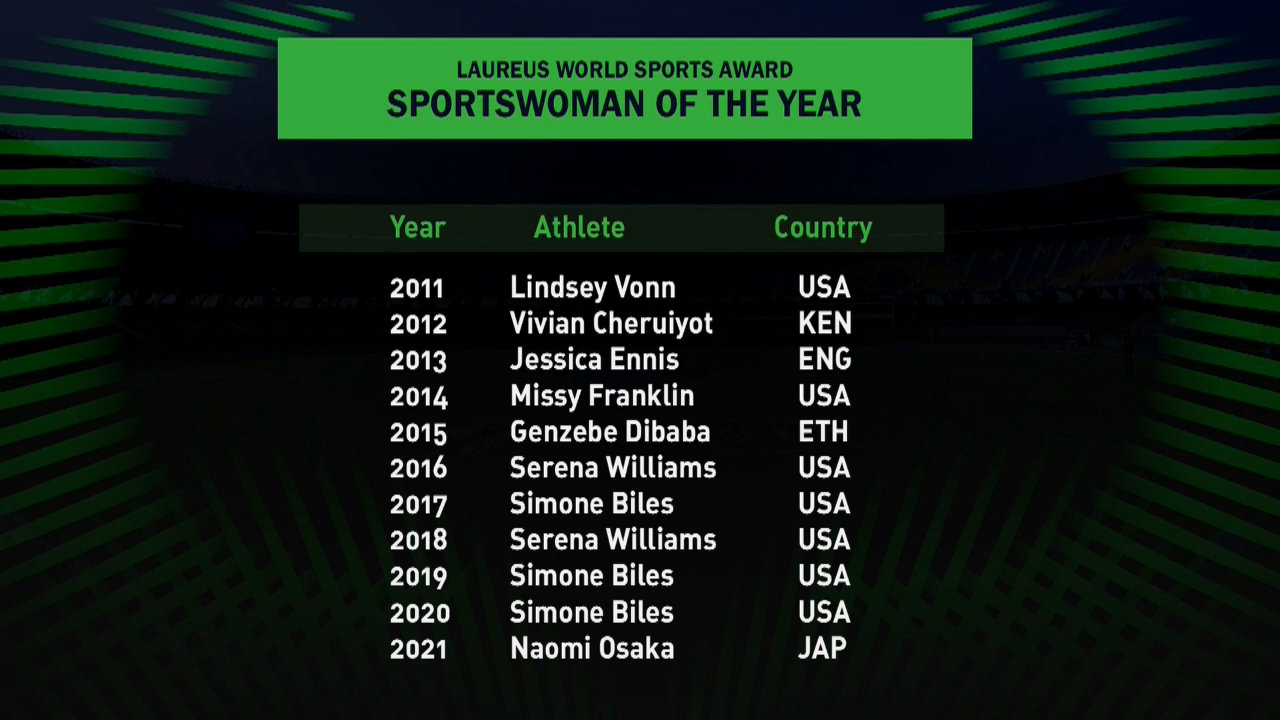 LAUREUS WORLD SPORTS AWARD
SPORTSWOMAN OF THE YEAR
Year Athlete Country
2011 Lindsey Vonn USA
2012 Vivian Cheruiyot KEN
2013 Jessica Ennis ENG
2014 Missy Franklin USA
2015 Genzebe Dibaba ETH
2016 Serena Williams USA
2017 Simone Biles USA
2018 Serena Williams USA
2019 Simone Biles USA
2020 Simone Biles USA
2021 Naomi Osaka JAP